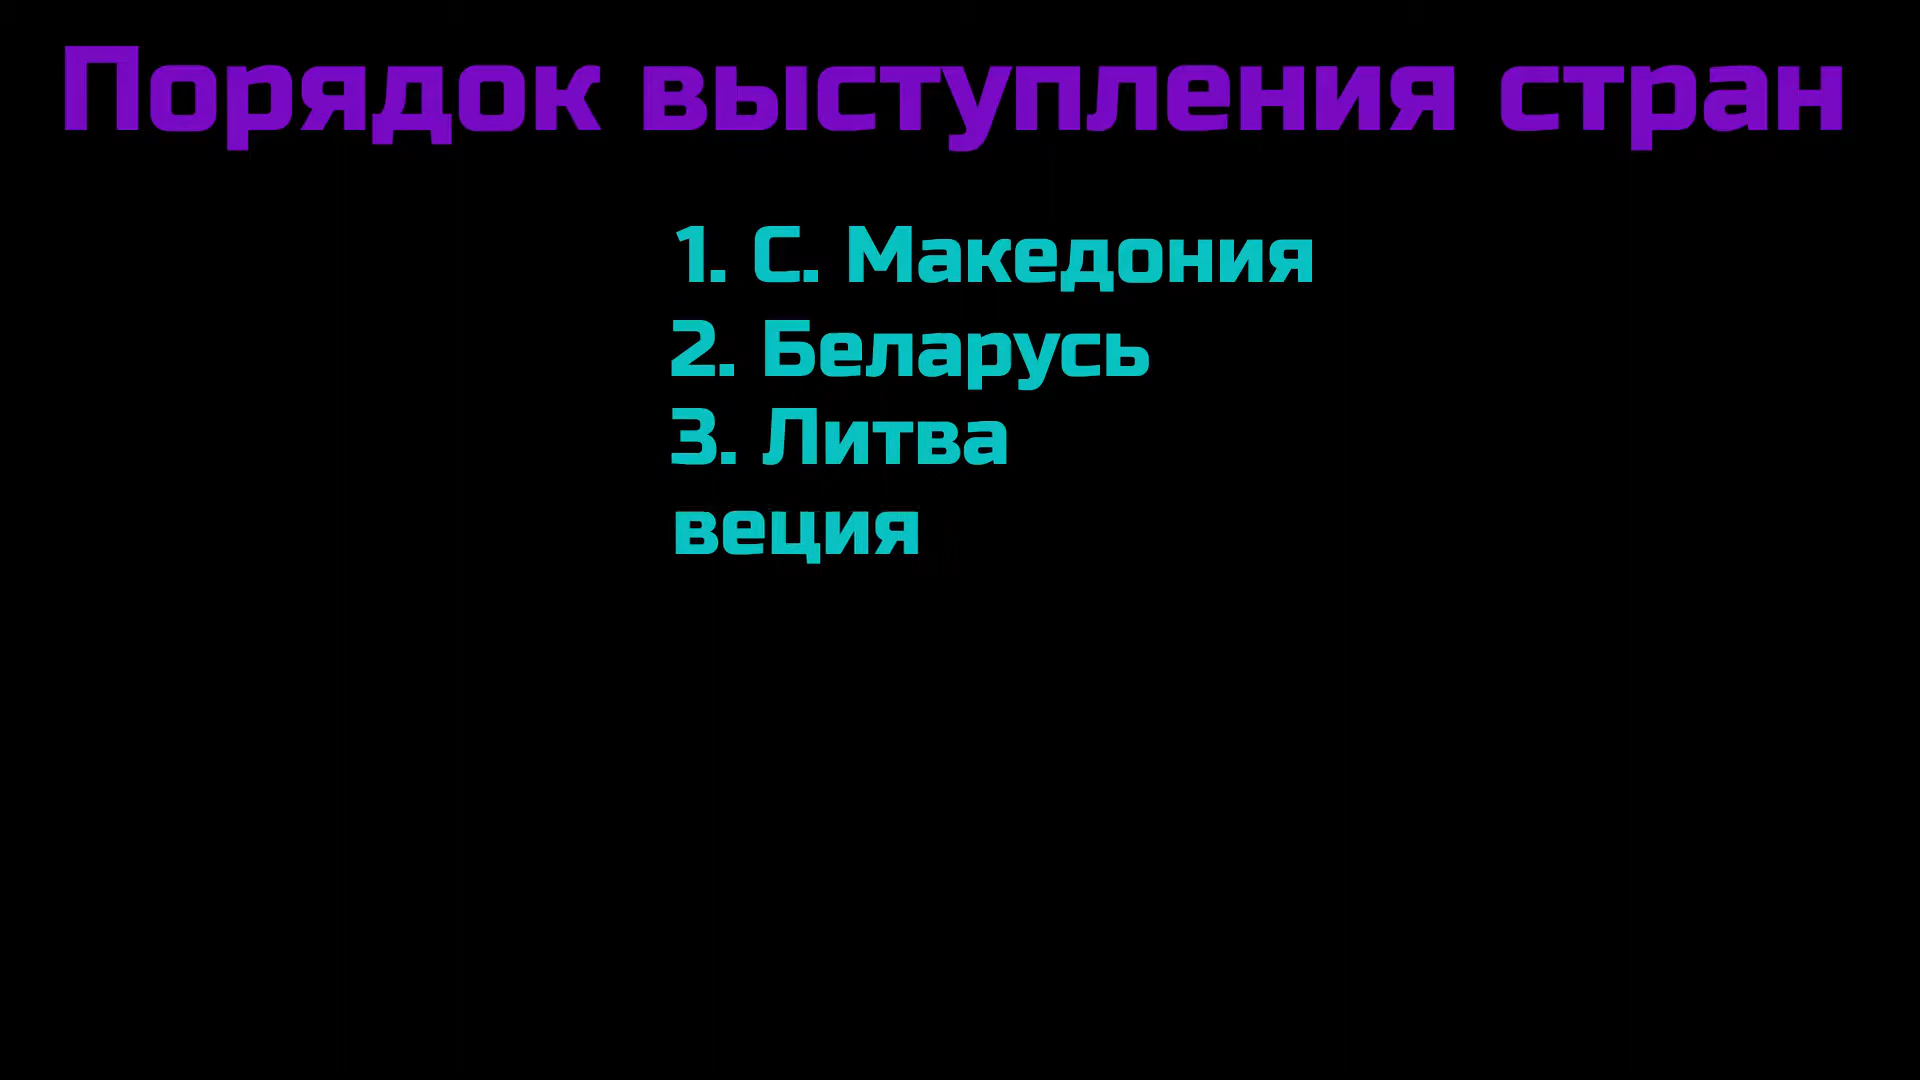 Порядок выступления стран
1. С. Македония
2. Беларусь
3. Литва
веция